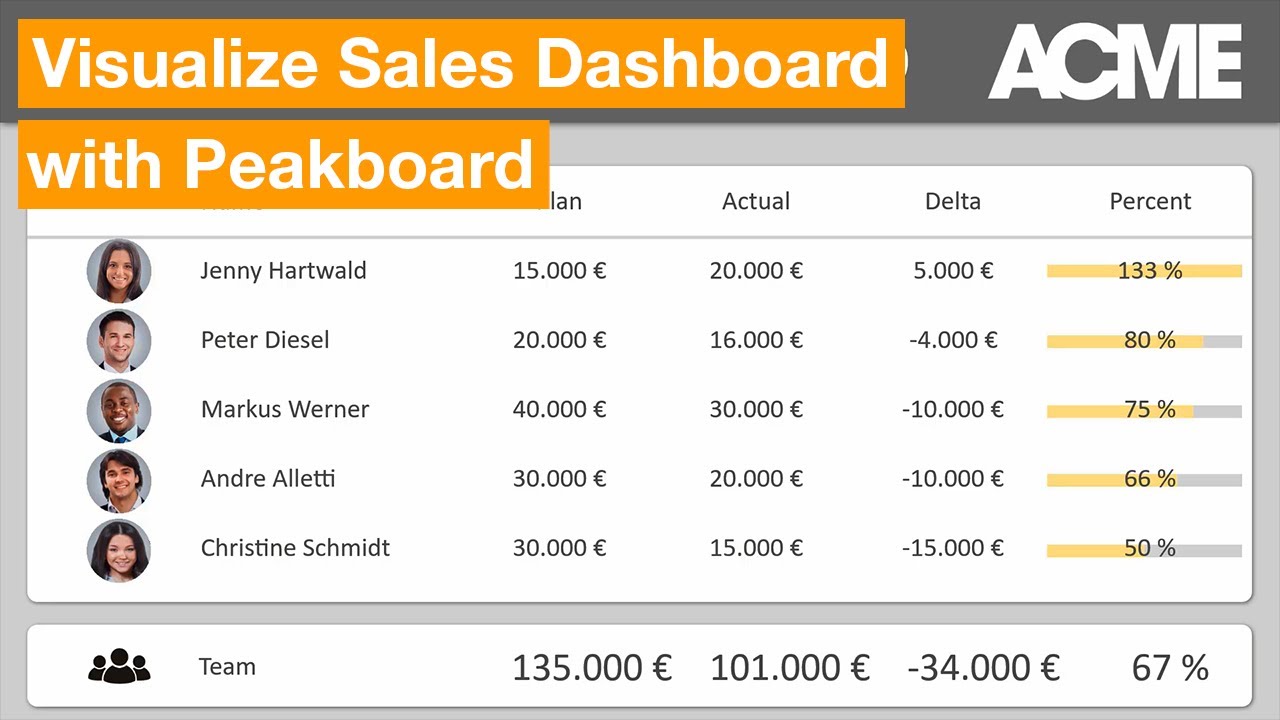 Visualize Sales Dashboard
with Peakboard
ACME
Actual Delta Percent
Jenny Hartwald 15.000 € 20.000 € 5.000 € 133 %
Peter Diesel 20.000 € 16.000 € -4.000 € 80 %
Markus Werner 40.000 € 30.000 € -10.000 € 75 %
Andre Alletti 30.000 € 20.000 € -10.000 € 66 %
Christine Schmidt 30.000 € 15.000 € -15.000 € 50 %
Team 135.000 € 101.000 € -34.000 € 67 %